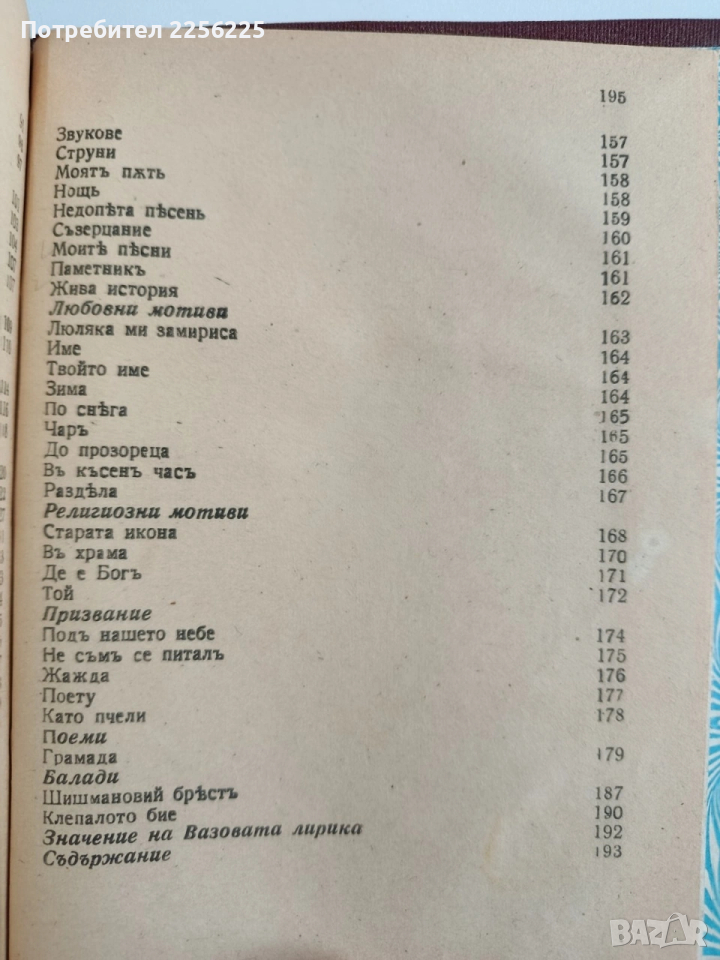 Потребител 2256225
195
Звукове 157
Струни 157
Моятъ пѫть 158
Нощь 158
Недопѣта пѣсень 159
Съзерцание 160
Моитѣ пѣсни 161
Паметникъ 161
Жива история 162
Любовни мотиви
Люляка ми замириса 163
Име 164
Твойто име 164
Зима 164
По снѣга 165
Чаръ 165
До прозореца 165
Въ късенъ часъ 166
Раздѣла 167
Религиозни мотиви
Старата икона 168
Въ храма 170
Де е Богъ 171
Той 172
Призвание
Подъ нашето небе 174
Не съмъ се питалъ 175
Жажда 176
Поету 177
Като пчели 178
Поеми
Грамада 179
Балади
Шишмановий брѣстъ 187
Клепалото бие 190
Значение на Вазовата лирика 192
Съдържание 193
BAZAR